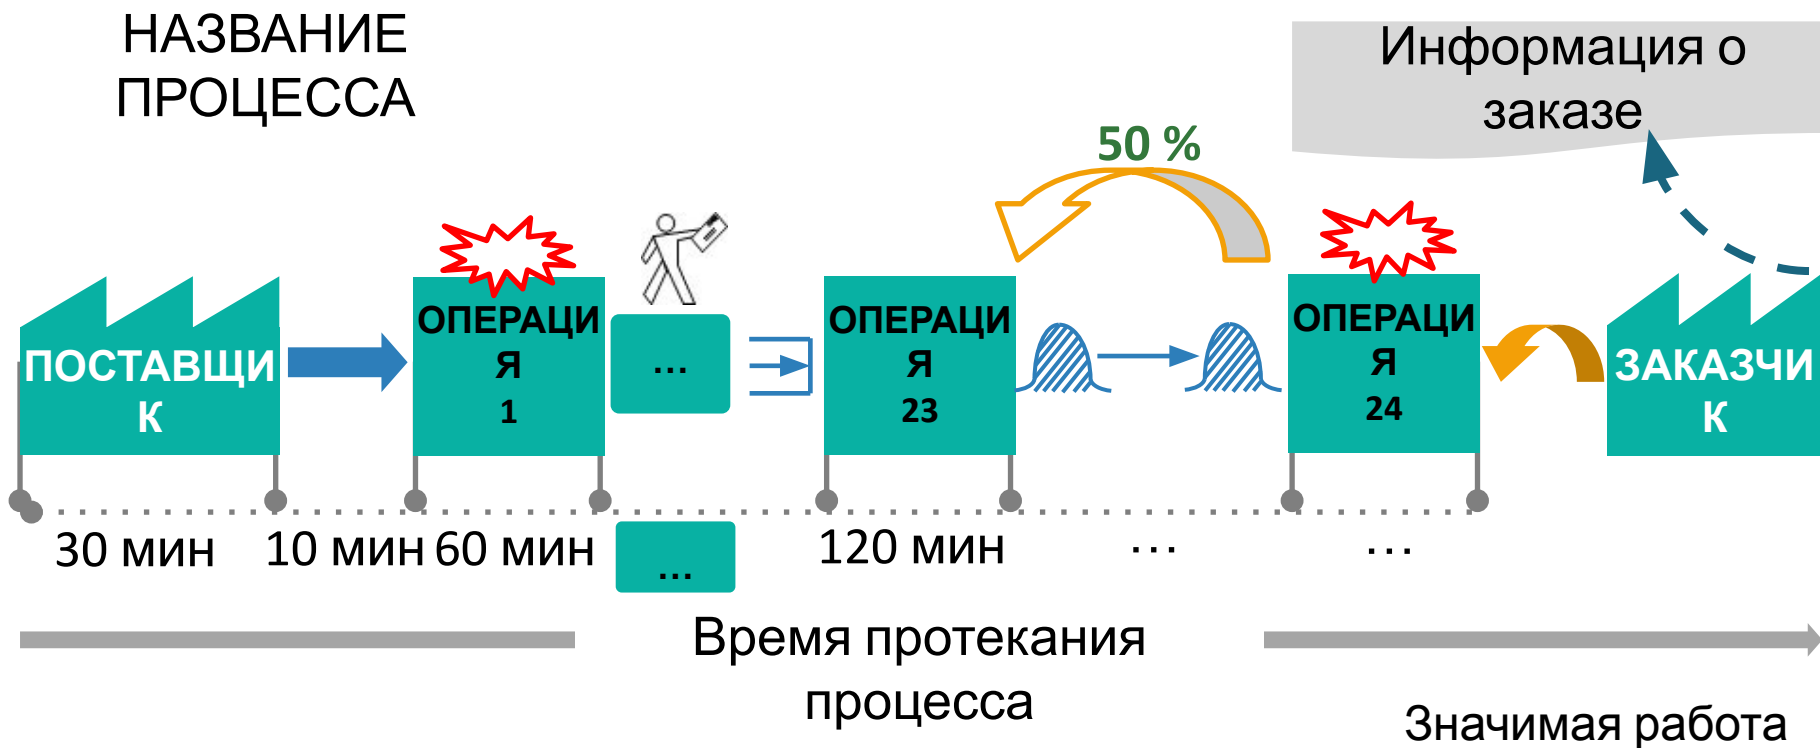 НАЗВАНИЕ
ПРОЦЕССА
Информация о
заказе
50 %
ПОСТАВЩИ
К
ОПЕРАЦИ
Я
1
...
ОПЕРАЦИ
Я
23
ОПЕРАЦИ
Я
24
ЗАКАЗЧИ
К
30 мин
10 мин
60 мин
...
120 мин
...
...
Время протекания
процесса
Значимая работа